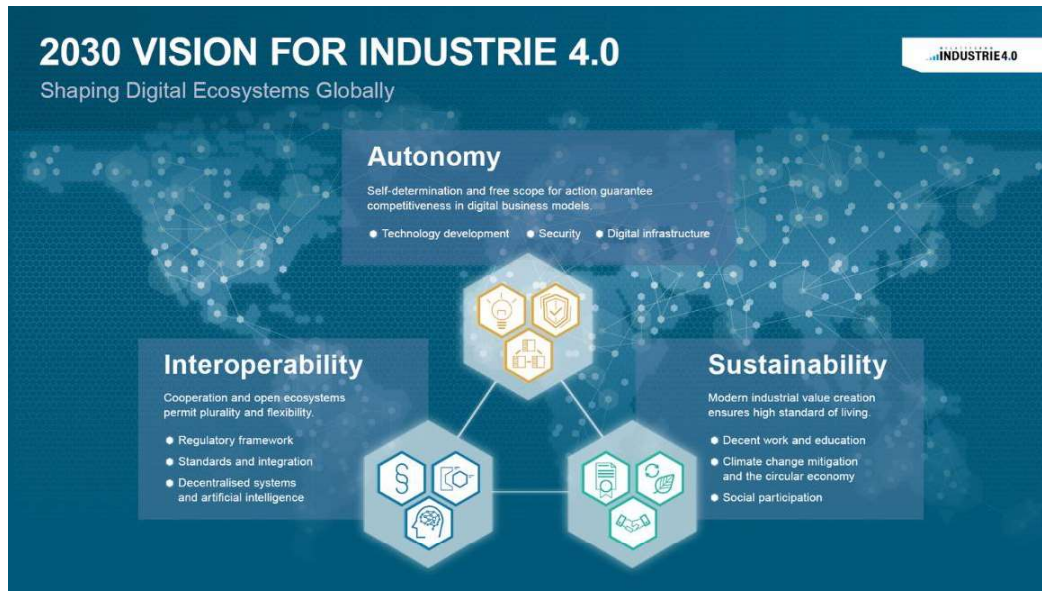 2030 VISION FOR INDUSTRIE 4.0
Shaping Digital Ecosystems Globally
INDUSTRIE4.0
Autonomy
Self-determination and free scope for action guarantee
competitiveness in digital business models.
Technology development Security Digital infrastructure
Interoperability
Cooperation and open ecosystems
permit plurality and flexibility.
Regulatory framework
Standards and integration
Decentralised systems
and artificial intelligence
§
Sustainability
Modern industrial value creation
ensures high standard of living.
Decent work and education
Climate change mitigation
and the circular economy
Social participation